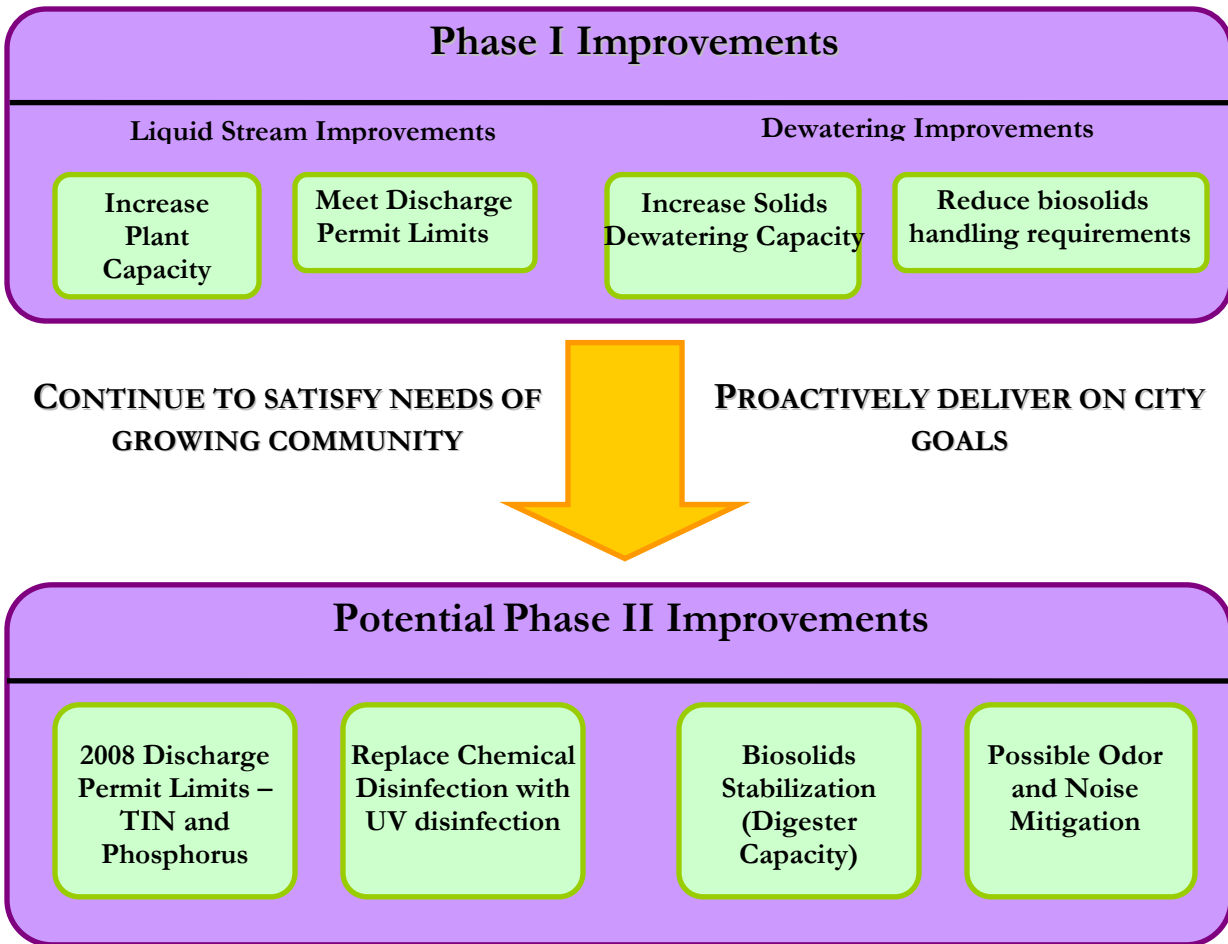 Phase I Improvements
Liquid Stream Improvements
Dewatering Improvements
Increase
Plant
Capacity
Meet Discharge
Permit Limits
Increase Solids
Dewatering Capacity
Reduce biosolids
handling requirements
CONTINUE TO SATISFY NEEDS OF
GROWING COMMUNITY
PROACTIVELY DELIVER ON CITY
GOALS
Potential Phase II Improvements
2008 Discharge
Permit Limits –
TIN and
Phosphorus
Replace Chemical
Disinfection with
UV disinfection
Biosolids
Stabilization
(Digester
Capacity)
Possible Odor
and Noise
Mitigation